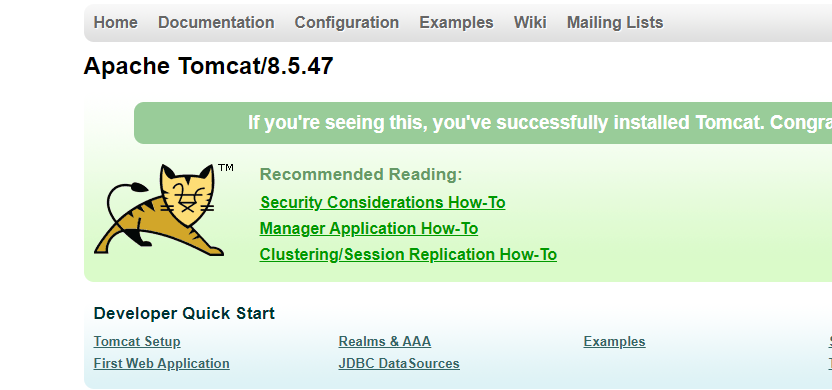 Home Documentation Configuration Examples Wiki Mailing Lists
Apache Tomcat/8.5.47
If you're seeing this, you've successfully installed Tomcat.
TM
Recommended Reading:
Security Considerations How-To
Manager Application How-To
Clustering/Session Replication How-To
Developer Quick Start
Tomcat Setup Realms & AAA Examples
First Web Application JDBC DataSources